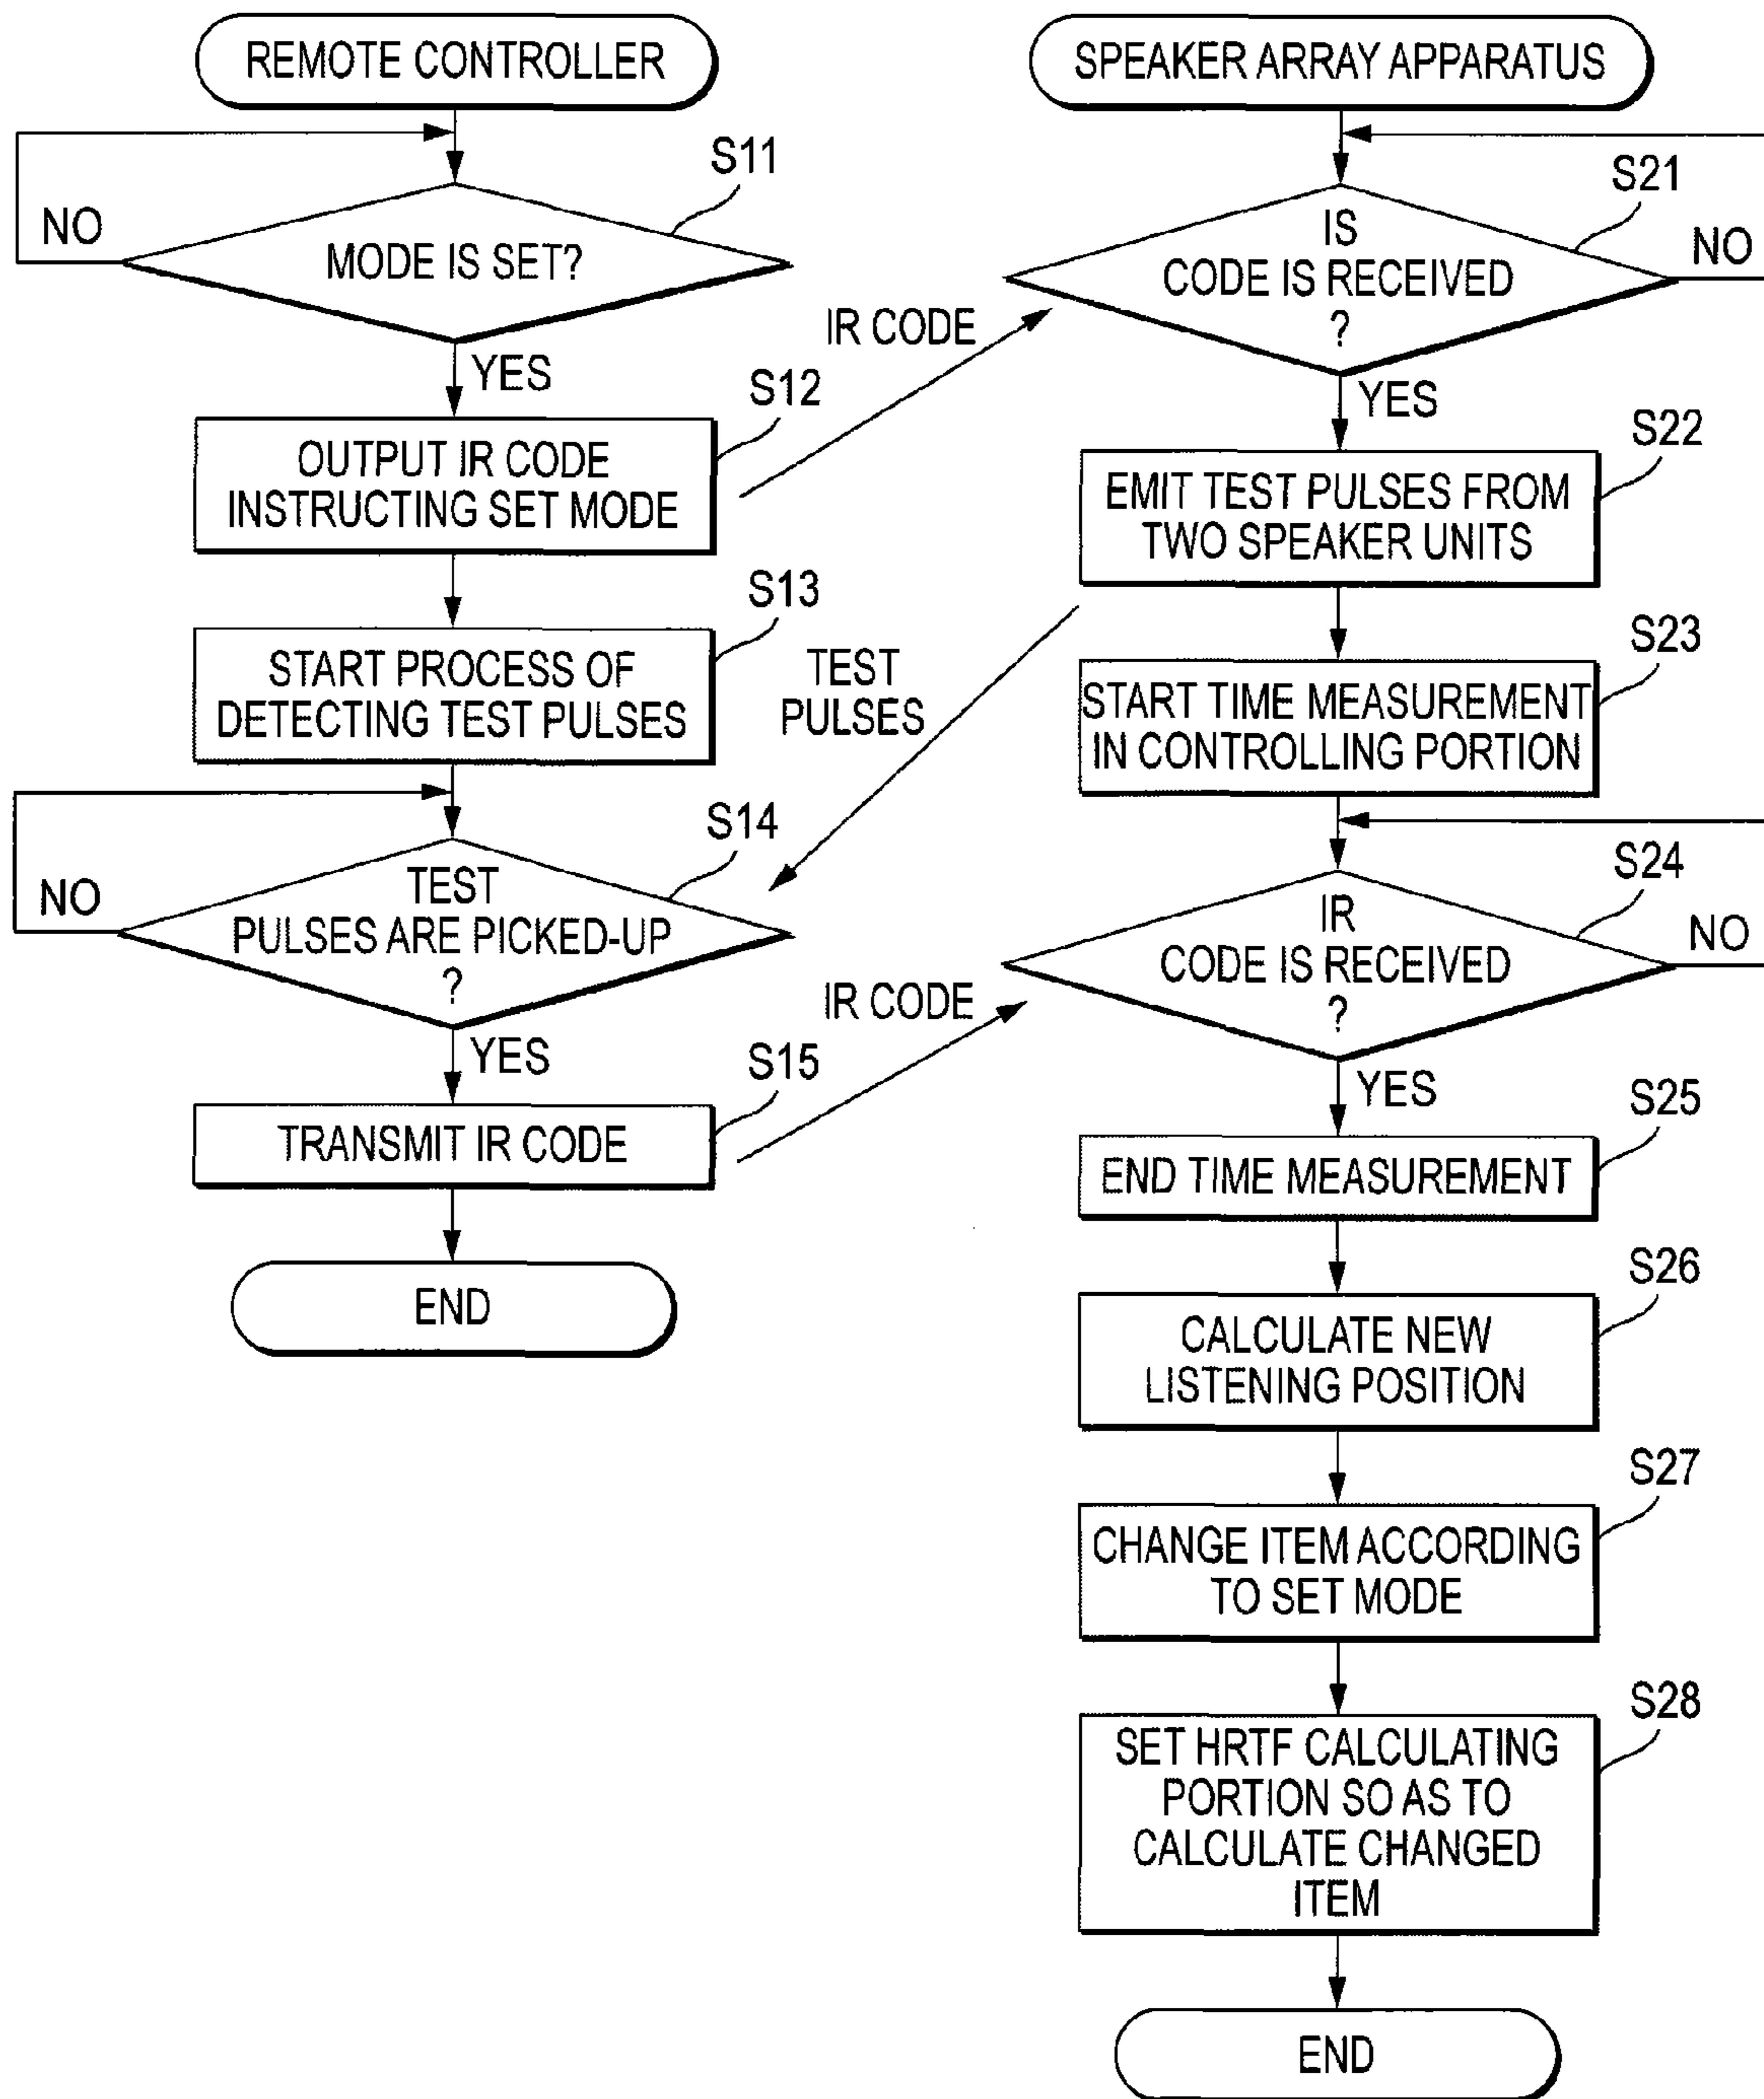 REMOTE CONTROLLER
S11
NO
MODE IS SET?
YES
S12
OUTPUT IR CODE
INSTRUCTING SET MODE
S13
START PROCESS OF
DETECTING TEST PULSES
S14
NO
TEST
PULSES ARE PICKED-UP
?
YES
S15
TRANSMIT IR CODE
END
IR CODE
TEST
PULSES
IR CODE
SPEAKER ARRAY APPARATUS
S21
IS
CODE IS RECEIVED
?
NO
YES
S22
EMIT TEST PULSES FROM
TWO SPEAKER UNITS
S23
START TIME MEASUREMENT
IN CONTROLLING PORTION
S24
IR
CODE IS RECEIVED
?
NO
YES
S25
END TIME MEASUREMENT
S26
CALCULATE NEW
LISTENING POSITION
S27
CHANGE ITEM ACCORDING
TO SET MODE
S28
SET HRTF CALCULATING
PORTION SO AS TO
CALCULATE CHANGED
ITEM
END